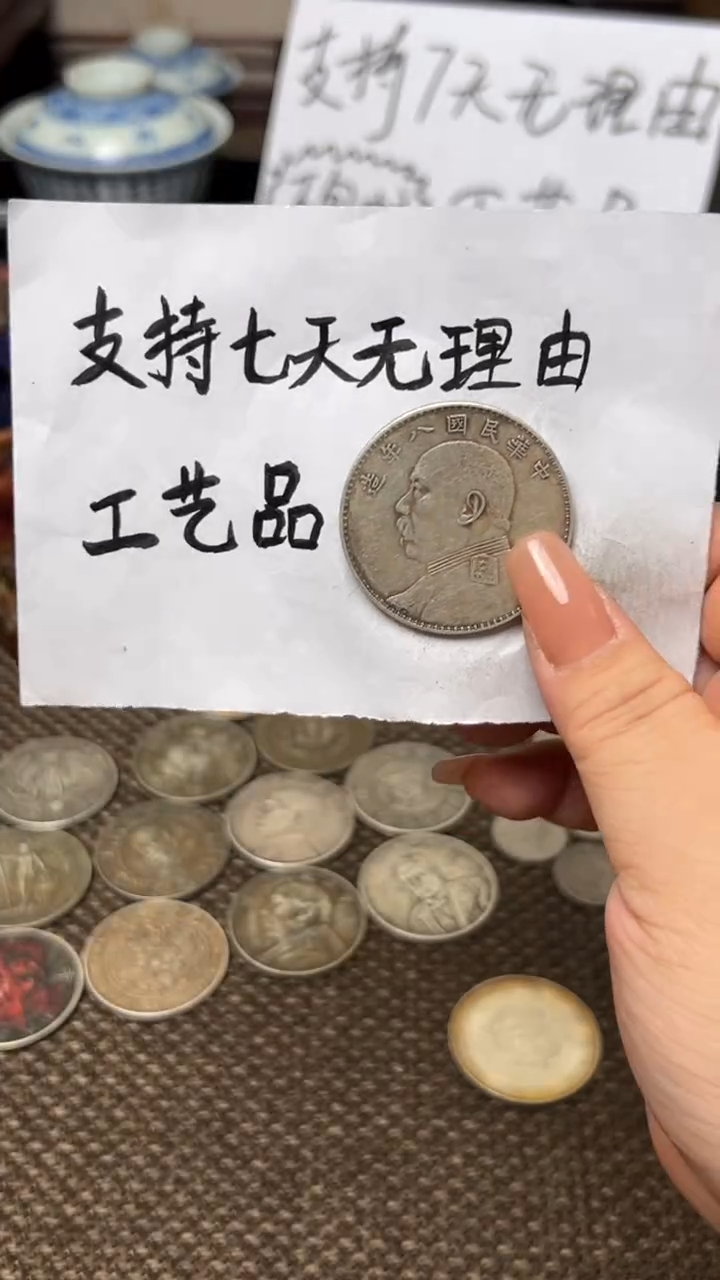 支持7天无理由
支持七天无理由
工艺品
中華民國八年造